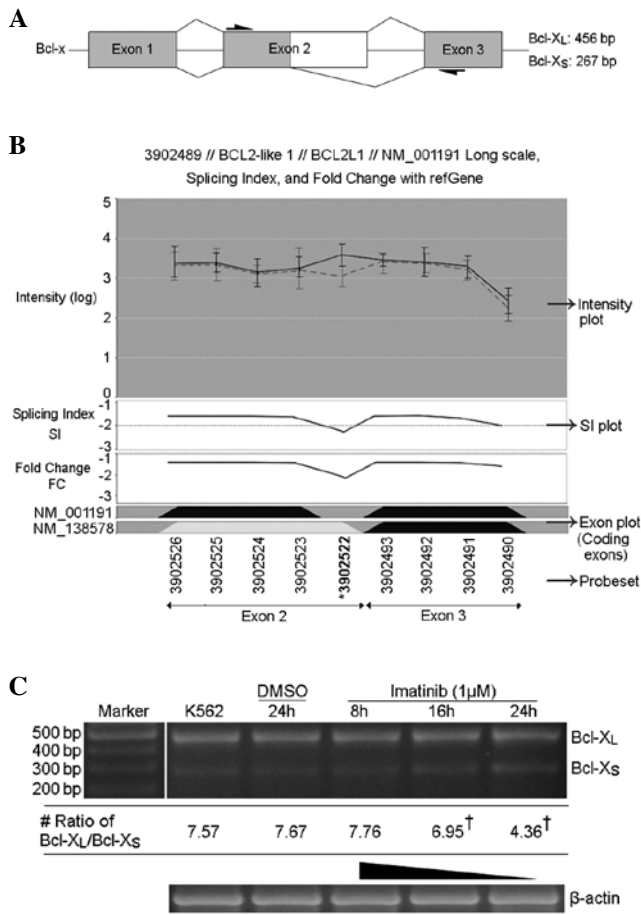 A
Bcl-x
Exon 1
Exon 2
Exon 3
Bcl-XL: 456 bp
Bcl-XS: 267 bp
B
3902489 // BCL2-like 1 // BCL2L1 // NM_001191 Long scale,
Splicing Index, and Fold Change with refGene
5
4
3
2
1
0
Intensity (log)
Intensity
plot
Splicing Index
SI
-1
-2
-3
SI plot
Fold Change
FC
-1
-2
-3
NM_001191
NM_138578
Exon plot
(Coding
exons)
3902526
3902525
3902524
3902523
*3902522
3902493
3902492
3902491
3902490
Probeset
Exon 2
Exon 3
C
DMSO
Imatinib (1µM)
Marker
K562
24h
8h
16h
24h
500 bp
400 bp
300 bp
200 bp
Bcl-XL
Bcl-XS
# Ratio of
Bcl-XL/Bcl-XS
7.57
7.67
7.76
6.95†
4.36†
β-actin